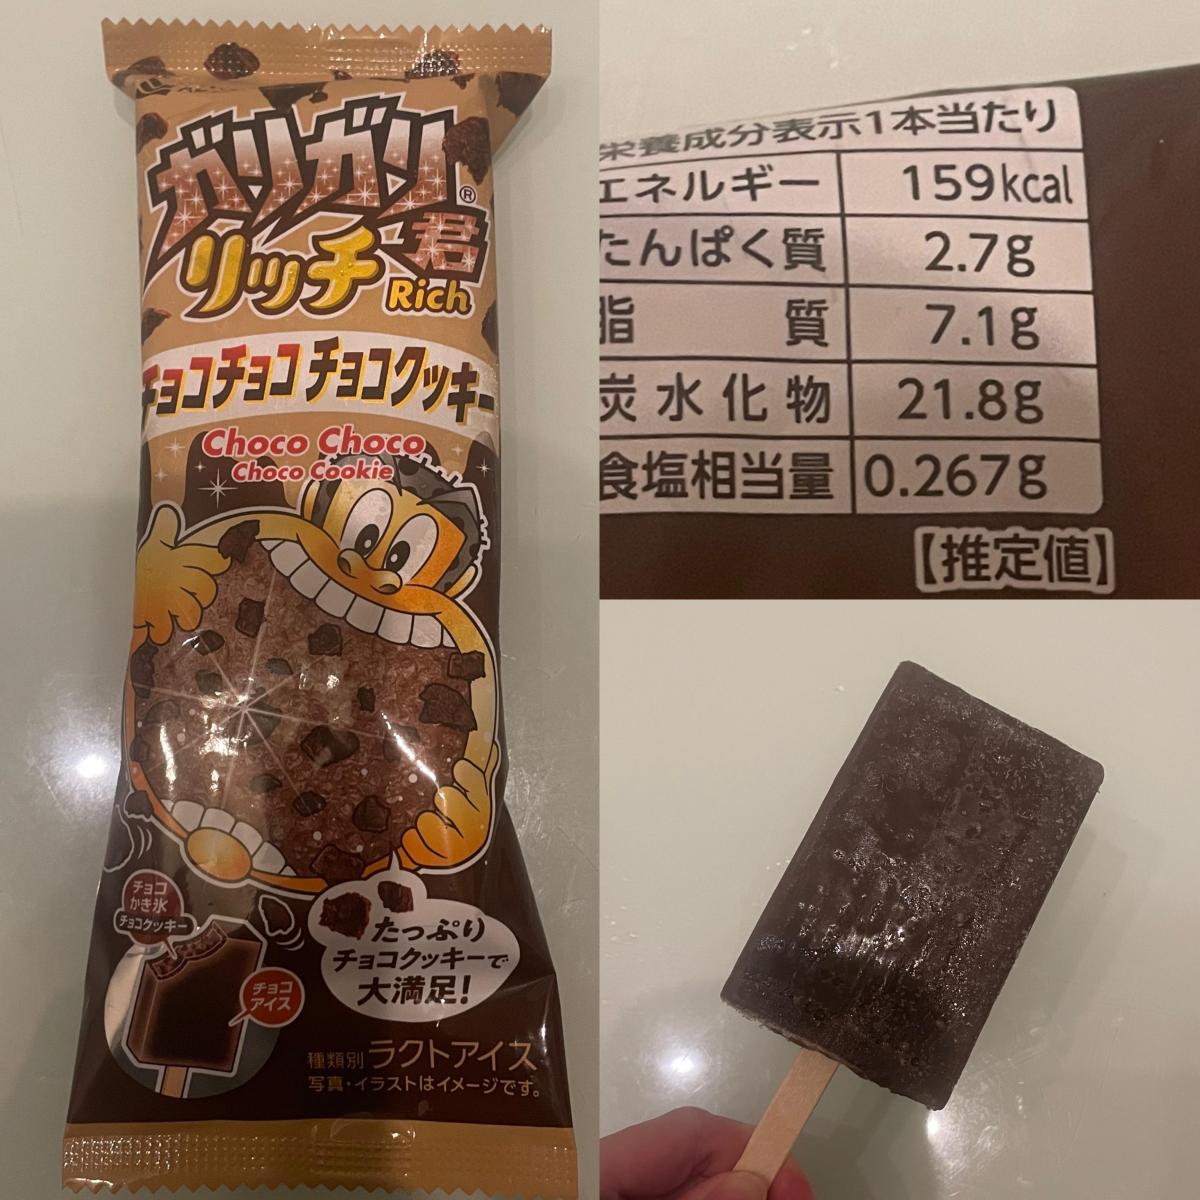 ガリガリ君®
リッチ Rich
チョコチョコ チョコクッキー
Choco Choco
Choco Cookie
チョコ
かき氷
チョコクッキー
チョコ
アイス
たっぷり
チョコクッキーで
大満足!
種類別 ラクトアイス
写真・イラストはイメージです。
栄養成分表示1本当たり
エネルギー 159kcal
たんぱく質 2.7g
脂質 7.1g
炭水化物 21.8g
食塩相当量 0.267g
【推定値】